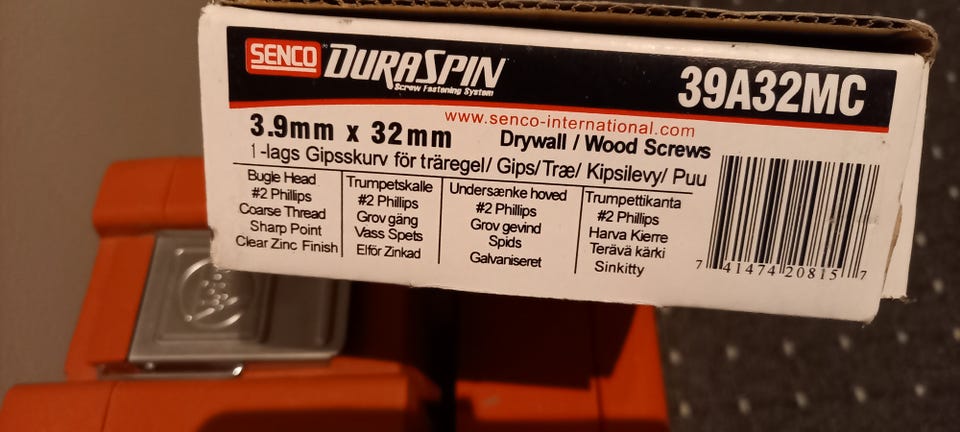 SENCO DURASPIN
Screw Fastening System
39A32MC
www.senco-international.com
3.9mm x 32mm
Drywall / Wood Screws
1-lags Gipsskurv för träregel/ Gips/Træ/ Kipsilevy/ Puu
Bugle Head
#2 Phillips
Coarse Thread
Sharp Point
Clear Zinc Finish
Trumpetskalle
#2 Phillips
Grov gäng
Vass Spets
Elför Zinkad
Undersænke hoved
#2 Phillips
Grov gevind
Spids
Galvaniseret
Trumpettikanta
#2 Phillips
Harva Kierre
Terävä kärki
Sinkitty
7 41474 20815 7